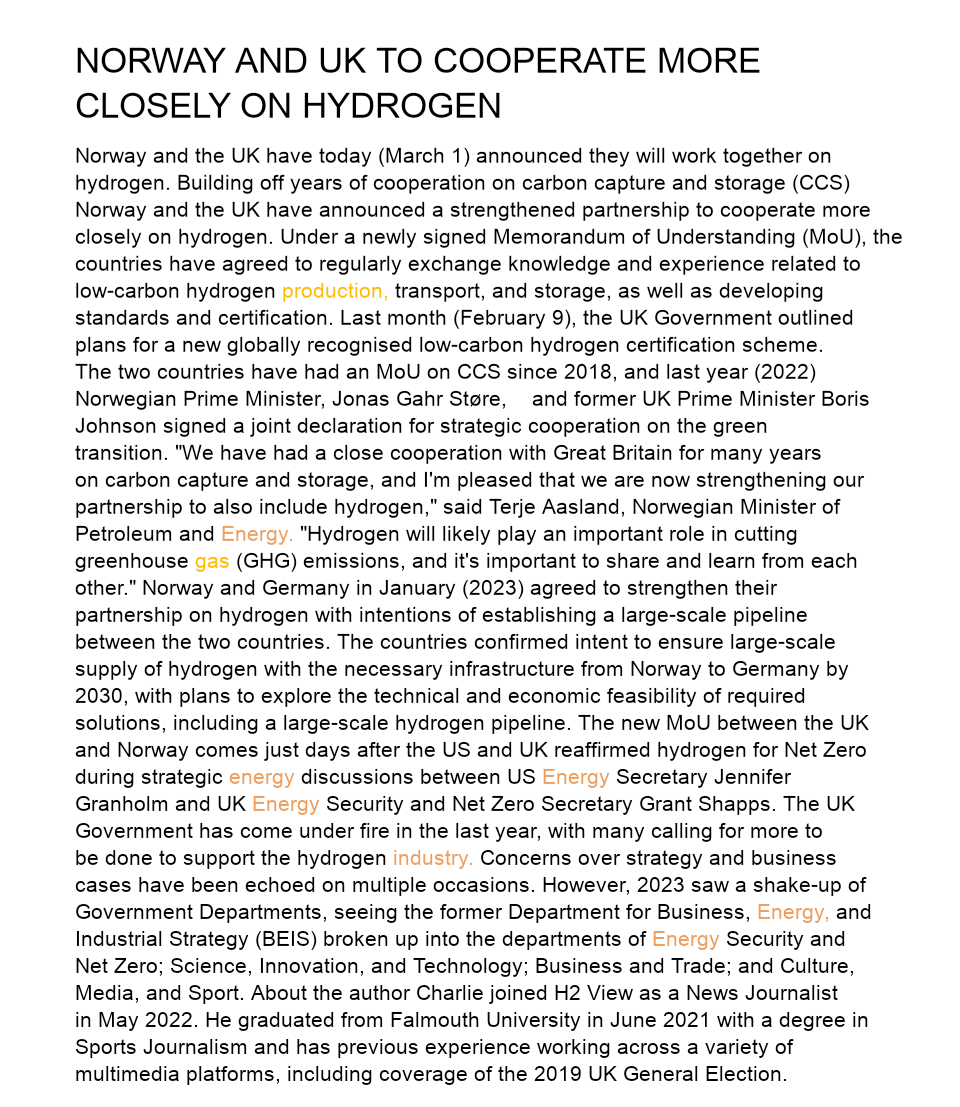 NORWAY AND UK TO COOPERATE MORE
CLOSELY ON HYDROGEN
Norway and the UK have today (March 1) announced they will work together on
hydrogen. Building off years of cooperation on carbon capture and storage (CCS)
Norway and the UK have announced a strengthened partnership to cooperate more
closely on hydrogen. Under a newly signed Memorandum of Understanding (MoU), the
countries have agreed to regularly exchange knowledge and experience related to
low-carbon hydrogen production, transport, and storage, as well as developing
standards and certification. Last month (February 9), the UK Government outlined
plans for a new globally recognised low-carbon hydrogen certification scheme.
The two countries have had an MoU on CCS since 2018, and last year (2022)
Norwegian Prime Minister, Jonas Gahr Støre, and former UK Prime Minister Boris
Johnson signed a joint declaration for strategic cooperation on the green
transition. "We have had a close cooperation with Great Britain for many years
on carbon capture and storage, and I'm pleased that we are now strengthening our
partnership to also include hydrogen," said Terje Aasland, Norwegian Minister of
Petroleum and Energy. "Hydrogen will likely play an important role in cutting
greenhouse gas (GHG) emissions, and it's important to share and learn from each
other." Norway and Germany in January (2023) agreed to strengthen their
partnership on hydrogen with intentions of establishing a large-scale pipeline
between the two countries. The countries confirmed intent to ensure large-scale
supply of hydrogen with the necessary infrastructure from Norway to Germany by
2030, with plans to explore the technical and economic feasibility of required
solutions, including a large-scale hydrogen pipeline. The new MoU between the UK
and Norway comes just days after the US and UK reaffirmed hydrogen for Net Zero
during strategic energy discussions between US Energy Secretary Jennifer
Granholm and UK Energy Security and Net Zero Secretary Grant Shapps. The UK
Government has come under fire in the last year, with many calling for more to
be done to support the hydrogen industry. Concerns over strategy and business
cases have been echoed on multiple occasions. However, 2023 saw a shake-up of
Government Departments, seeing the former Department for Business, Energy, and
Industrial Strategy (BEIS) broken up into the departments of Energy Security and
Net Zero; Science, Innovation, and Technology; Business and Trade; and Culture,
Media, and Sport. About the author Charlie joined H2 View as a News Journalist
in May 2022. He graduated from Falmouth University in June 2021 with a degree in
Sports Journalism and has previous experience working across a variety of
multimedia platforms, including coverage of the 2019 UK General Election.